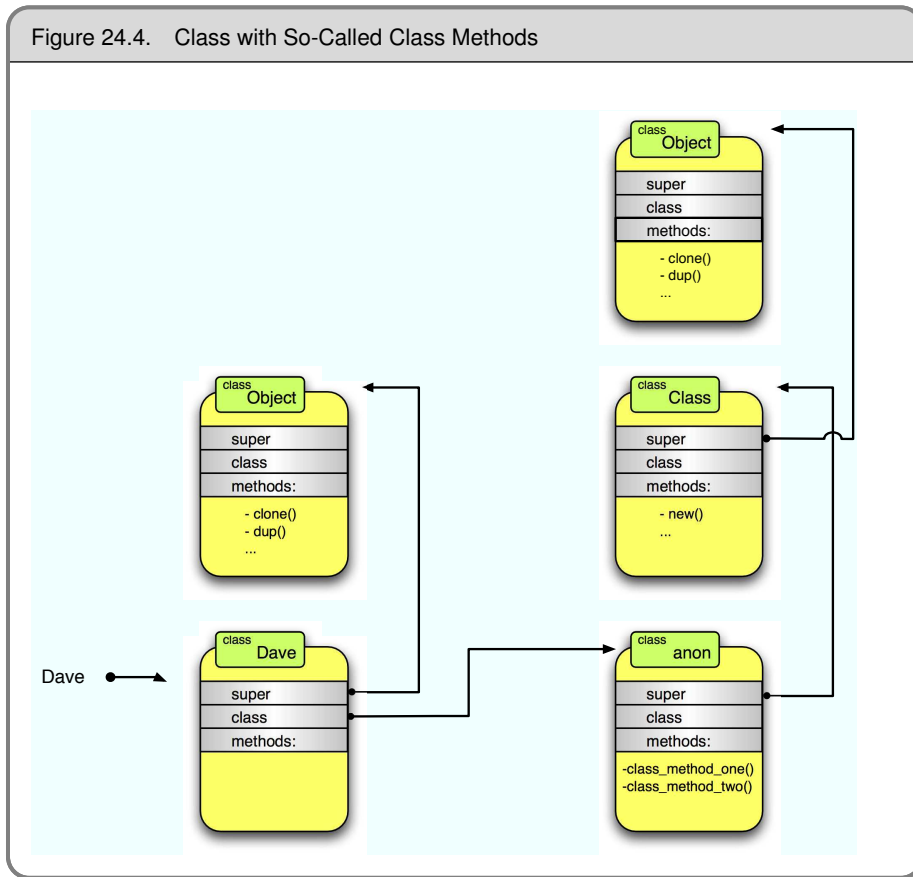 Figure 24.4. Class with So-Called Class Methods
class
Object
super
class
methods:
- clone()
- dup()
...
class
Object
super
class
methods:
- clone()
- dup()
...
class
Class
super
class
methods:
- new()
...
Dave
class
Dave
super
class
methods:
class
anon
super
class
methods:
-class_method_one()
-class_method_two()